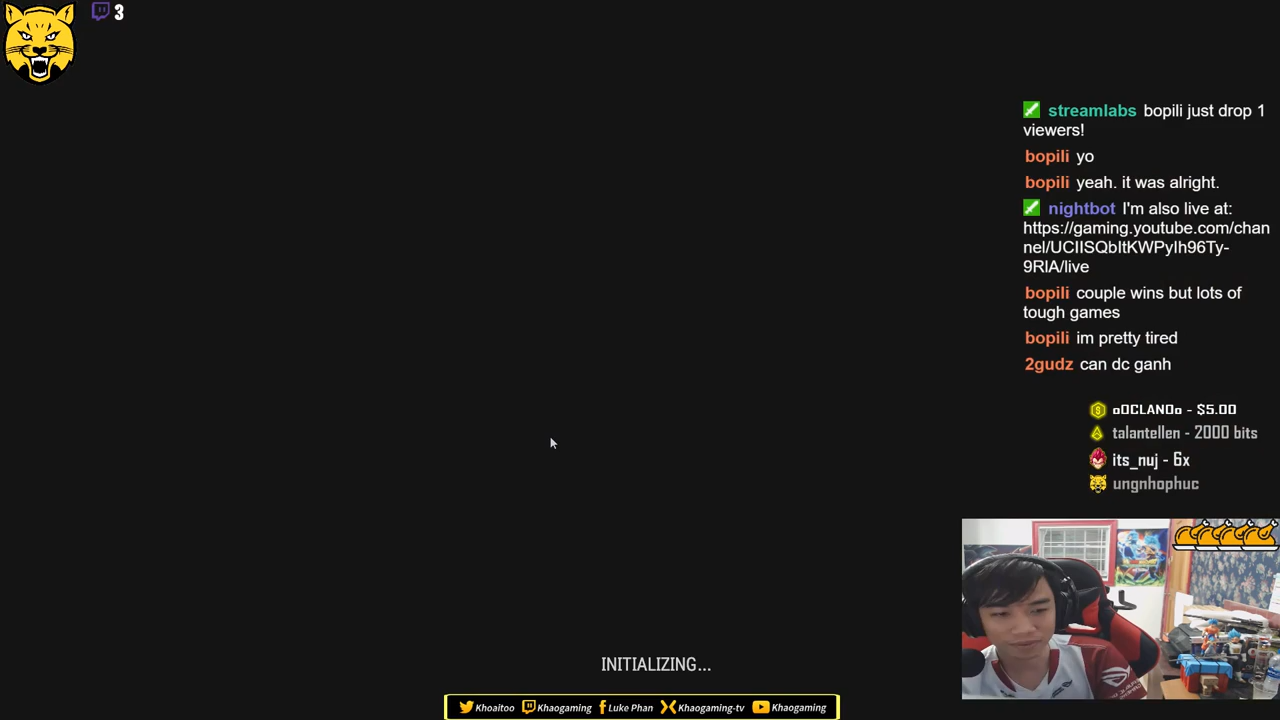 3
streamlabs bopili just drop 1
viewers!
bopili yo
bopili yeah. it was alright.
nightbot I'm also live at:
https://gaming.youtube.com/chan
nel/UCIISQbItKWPyIh96Ty-
9RIA/live
bopili couple wins but lots of
tough games
bopili im pretty tired
2gudz can dc ganh
oOCLANOo - $5.00
talantellen - 2000 bits
its_nuj - 6x
ungnhophuc
INITIALIZING...
Khoaitoo Khaogaming Luke Phan Khaogaming-tv Khaogaming